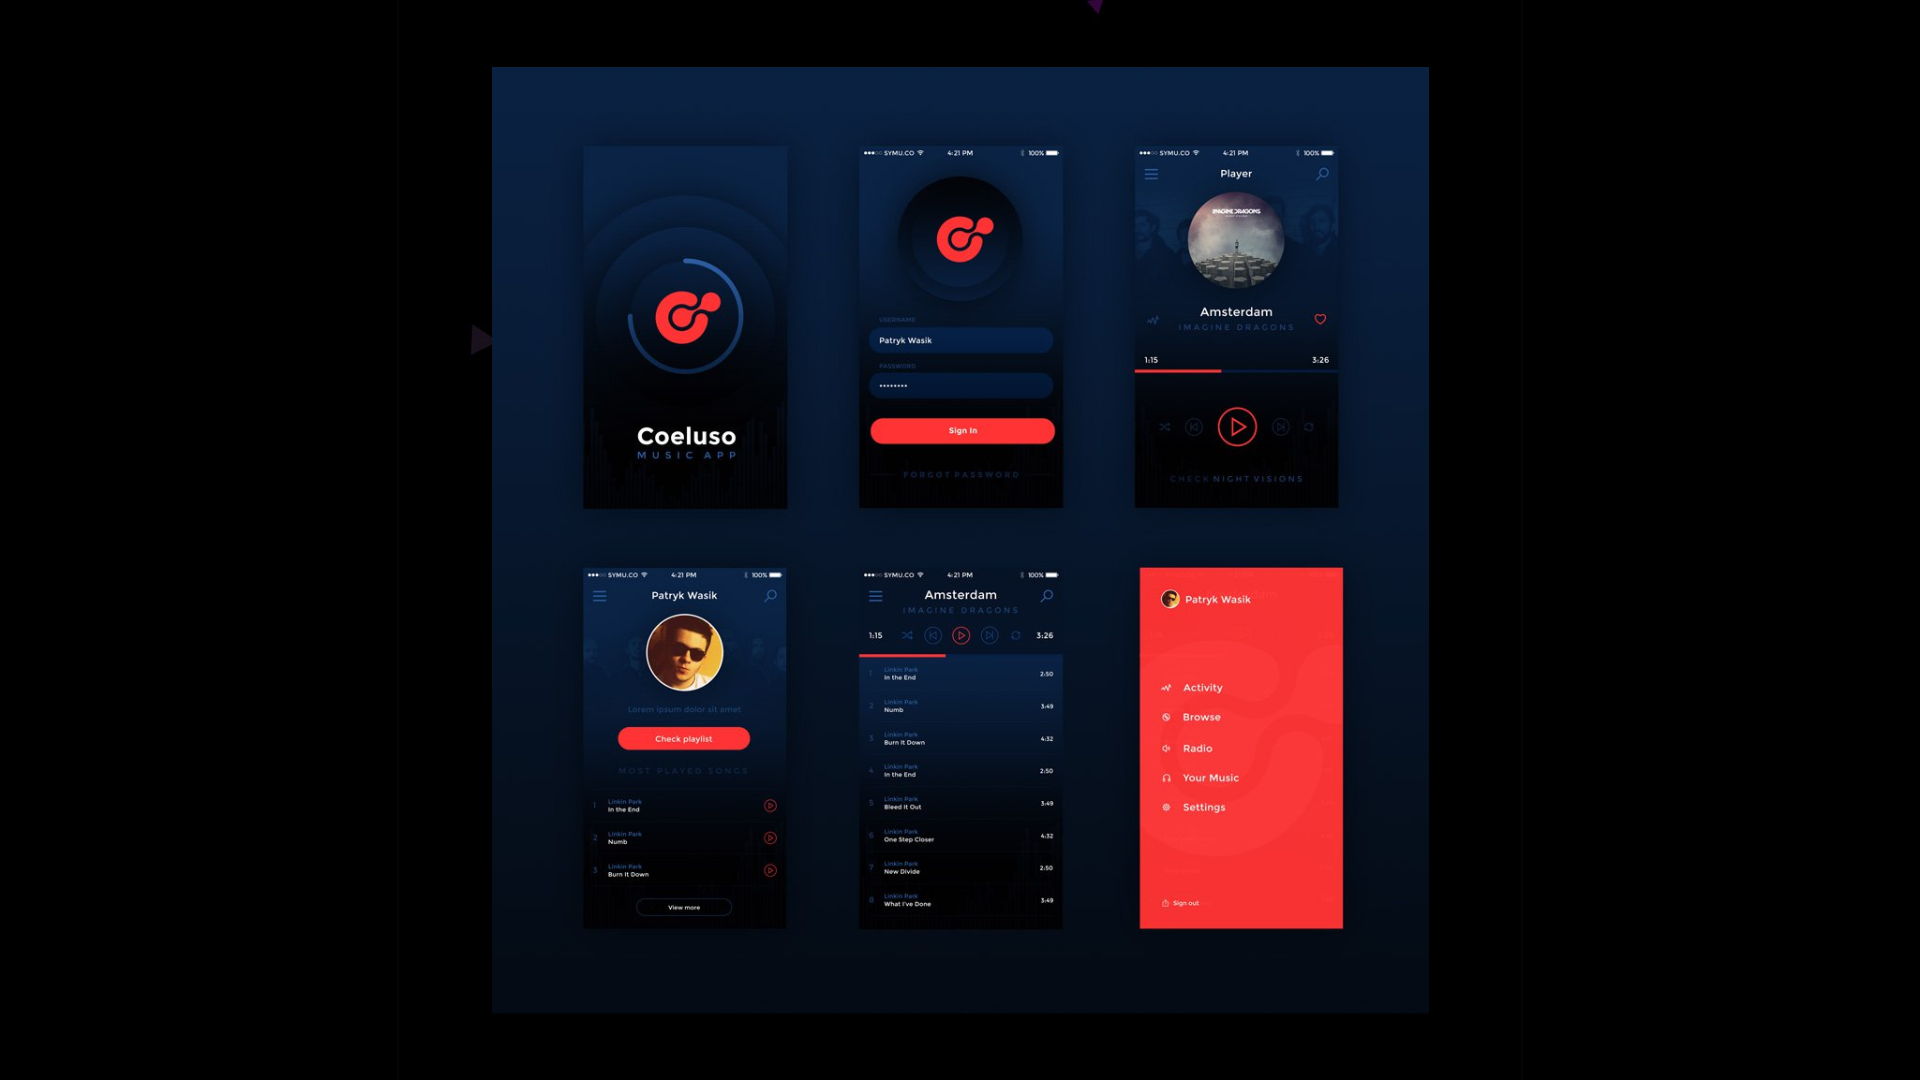 Coeluso
MUSIC APP
SYMU.CO 4:21 PM 100%
USERNAME
Patryk Wasik
PASSWORD
••••••••
Sign In
FORGOT PASSWORD
SYMU.CO 4:21 PM 100%
Player
IMAGINE DRAGONS
Amsterdam
IMAGINE DRAGONS
1:15 3:26
CHECK NIGHT VISIONS
SYMU.CO 4:21 PM 100%
Patryk Wasik
Lorem ipsum dolor sit amet
Check playlist
MOST PLAYED SONGS
1 Linkin Park
In the End
2 Linkin Park
Numb
3 Linkin Park
Burn It Down
View more
SYMU.CO 4:21 PM 100%
Amsterdam
IMAGINE DRAGONS
1:15 3:26
1 Linkin Park
In the End 2:50
2 Linkin Park
Numb 3:49
3 Linkin Park
Burn It Down 4:32
4 Linkin Park
In the End 2:50
5 Linkin Park
Bleed It Out 3:49
6 Linkin Park
One Step Closer 4:32
7 Linkin Park
New Divide 2:50
8 Linkin Park
What I've Done 3:49
Patryk Wasik
Activity
Browse
Radio
Your Music
Settings
Sign out